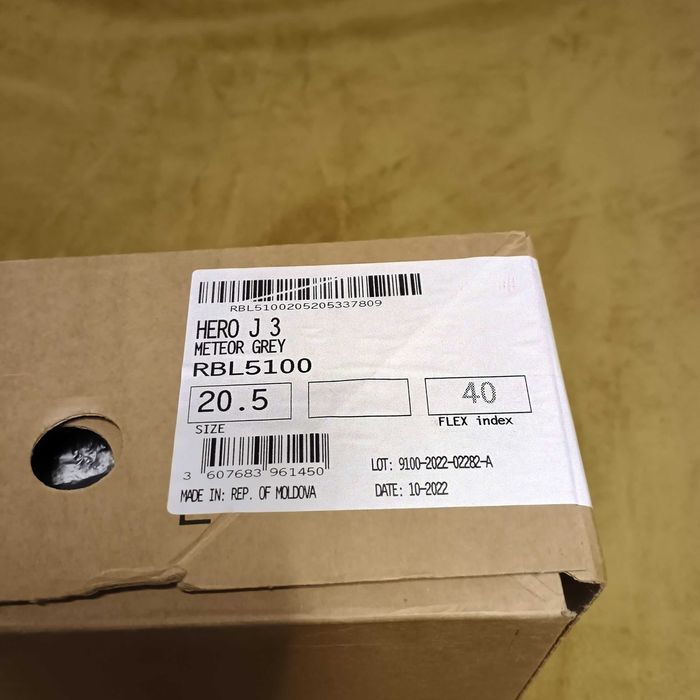 RBL5100205205337809
HERO J 3
METEOR GREY
RBL5100
20.5
40
SIZE
FLEX index
3 607683 961450
LOT: 9100-2022-02282-A
MADE IN: REP. OF MOLDOVA
DATE: 10-2022